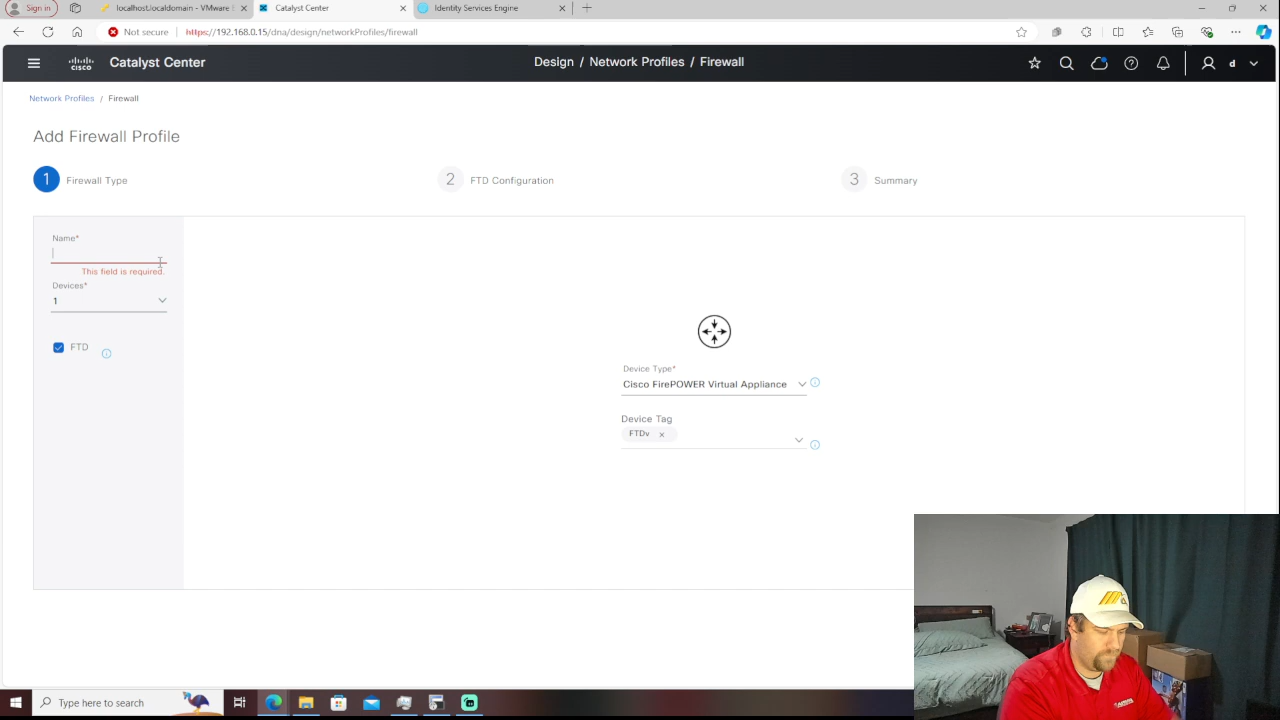 Sign in
localhost.localdomain - VMware
Catalyst Center
Identity Services Engine
Not secure
https://192.168.0.15/dna/design/networkProfiles/firewall
CISCO
Catalyst Center
Design / Network Profiles / Firewall
d
Network Profiles / Firewall
Add Firewall Profile
1 Firewall Type
2 FTD Configuration
3 Summary
Name*
This field is required.
Devices*
1
FTD
Device Type*
Cisco FirePOWER Virtual Appliance
Device Tag
FTDv
Type here to search